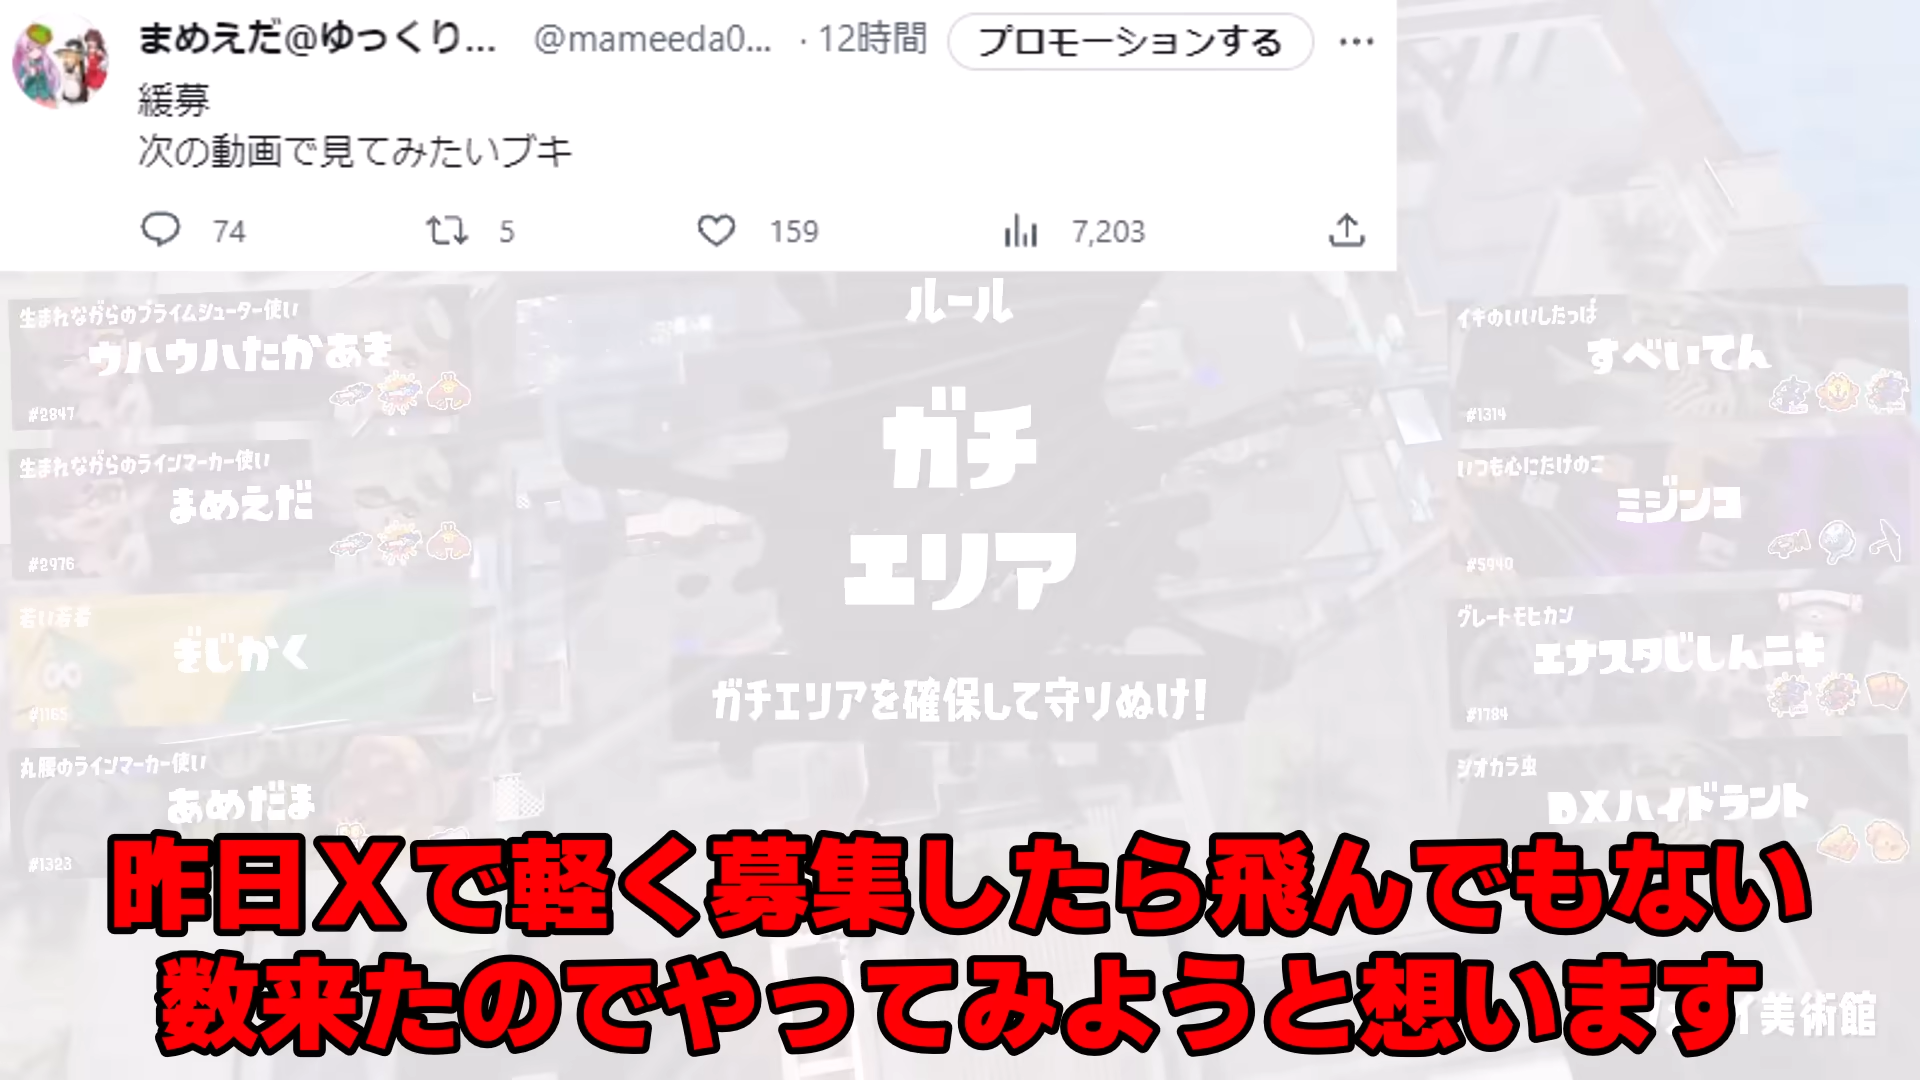 まめえだ@ゆっくり... @mameeda0... · 12時間 プロモーションする
緩募
次の動画で見てみたいブキ
74 5 159 7,203
ルール
ガチ
エリア
ガチエリアを確保して守りぬけ!
生まれながらのプライムシューター使い
ウハウハたかあき
#2847
生まれながらのラインマーカー使い
まめえだ
#2976
若い若者
ぎじかく
#1165
丸腰のラインマーカー使い
あめだま
#1323
イキのいいしたっぱ
すべいてん
#1314
いつも心にたけのこ
ミジンコ
#5940
グレートモヒカン
エナスタじしんニキ
#1784
シオカラ虫
DXハイドラント
昨日Xで軽く募集したら飛んでもない
数来たのでやってみようと想います
美術館